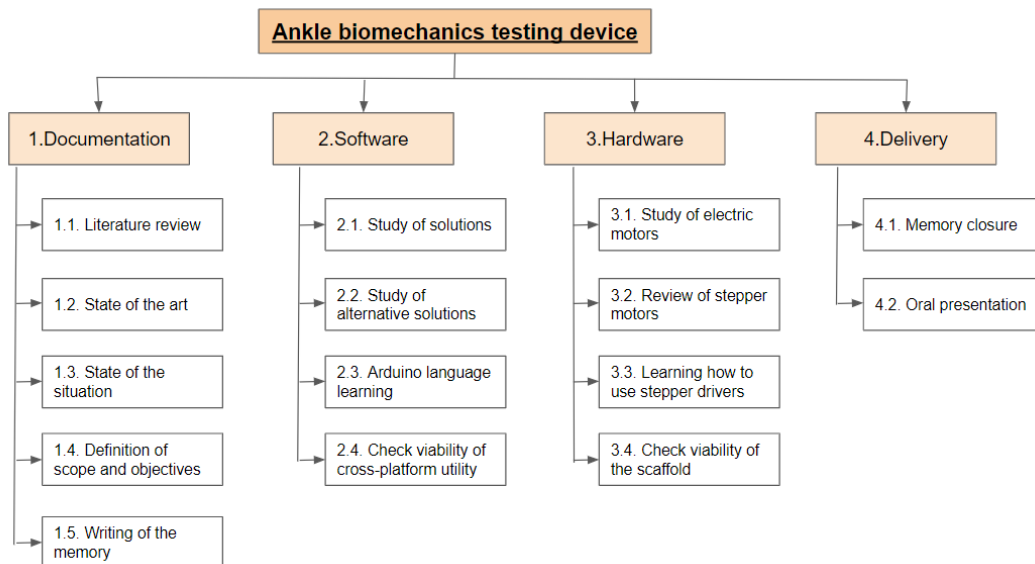 Ankle biomechanics testing device
1.Documentation
2.Software
3.Hardware
4.Delivery
1.1. Literature review
1.2. State of the art
1.3. State of the
situation
1.4. Definition of
scope and objectives
1.5. Writing of the
memory
2.1. Study of solutions
2.2. Study of
alternative solutions
2.3. Arduino language
learning
2.4. Check viability of
cross-platform utility
3.1. Study of electric
motors
3.2. Review of stepper
motors
3.3. Learning how to
use stepper drivers
3.4. Check viability of
the scaffold
4.1. Memory closure
4.2. Oral presentation